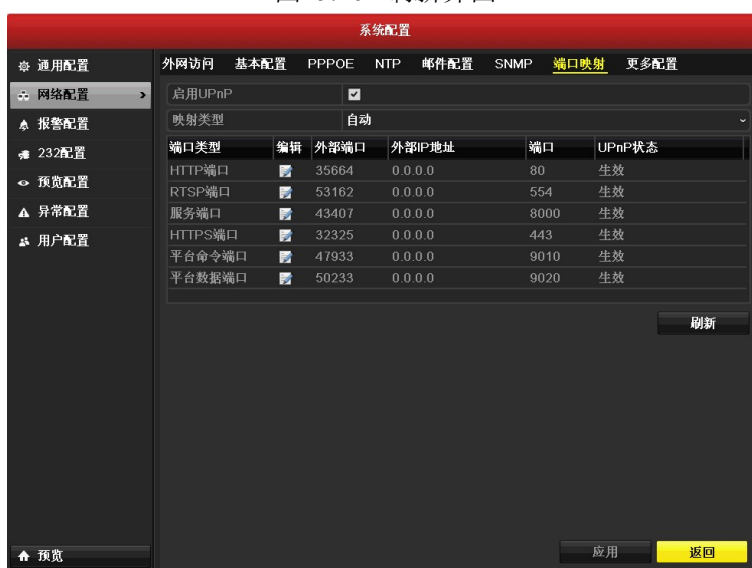 系统配置
通用配置
网络配置
报警配置
232配置
预览配置
异常配置
用户配置
预览
外网访问 基本配置 PPPOE NTP 邮件配置 SNMP 端口映射 更多配置
启用UPnP
映射类型 自动
端口类型 编辑 外部端口 外部IP地址 端口 UPnP状态
HTTP端口 35664 0.0.0.0 80 生效
RTSP端口 53162 0.0.0.0 554 生效
服务端口 43407 0.0.0.0 8000 生效
HTTPS端口 32325 0.0.0.0 443 生效
平台命令端口 47933 0.0.0.0 9010 生效
平台数据端口 50233 0.0.0.0 9020 生效
刷新
应用 返回